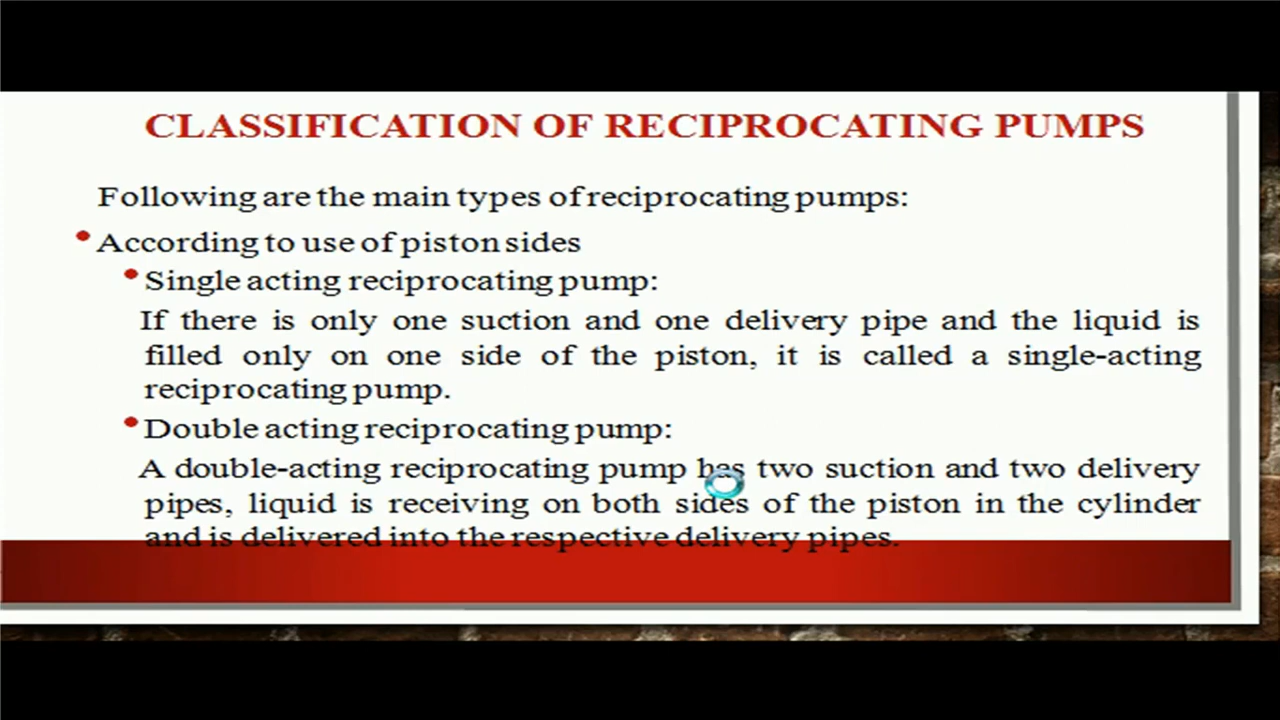 CLASSIFICATION OF RECIPROCATING PUMPS
Following are the main types of reciprocating pumps:
• According to use of piston sides
• Single acting reciprocating pump:
If there is only one suction and one delivery pipe and the liquid is
filled only on one side of the piston, it is called a single-acting
reciprocating pump.
• Double acting reciprocating pump:
A double-acting reciprocating pump has two suction and two delivery
pipes, liquid is receiving on both sides of the piston in the cylinder
and is delivered into the respective delivery pipes.